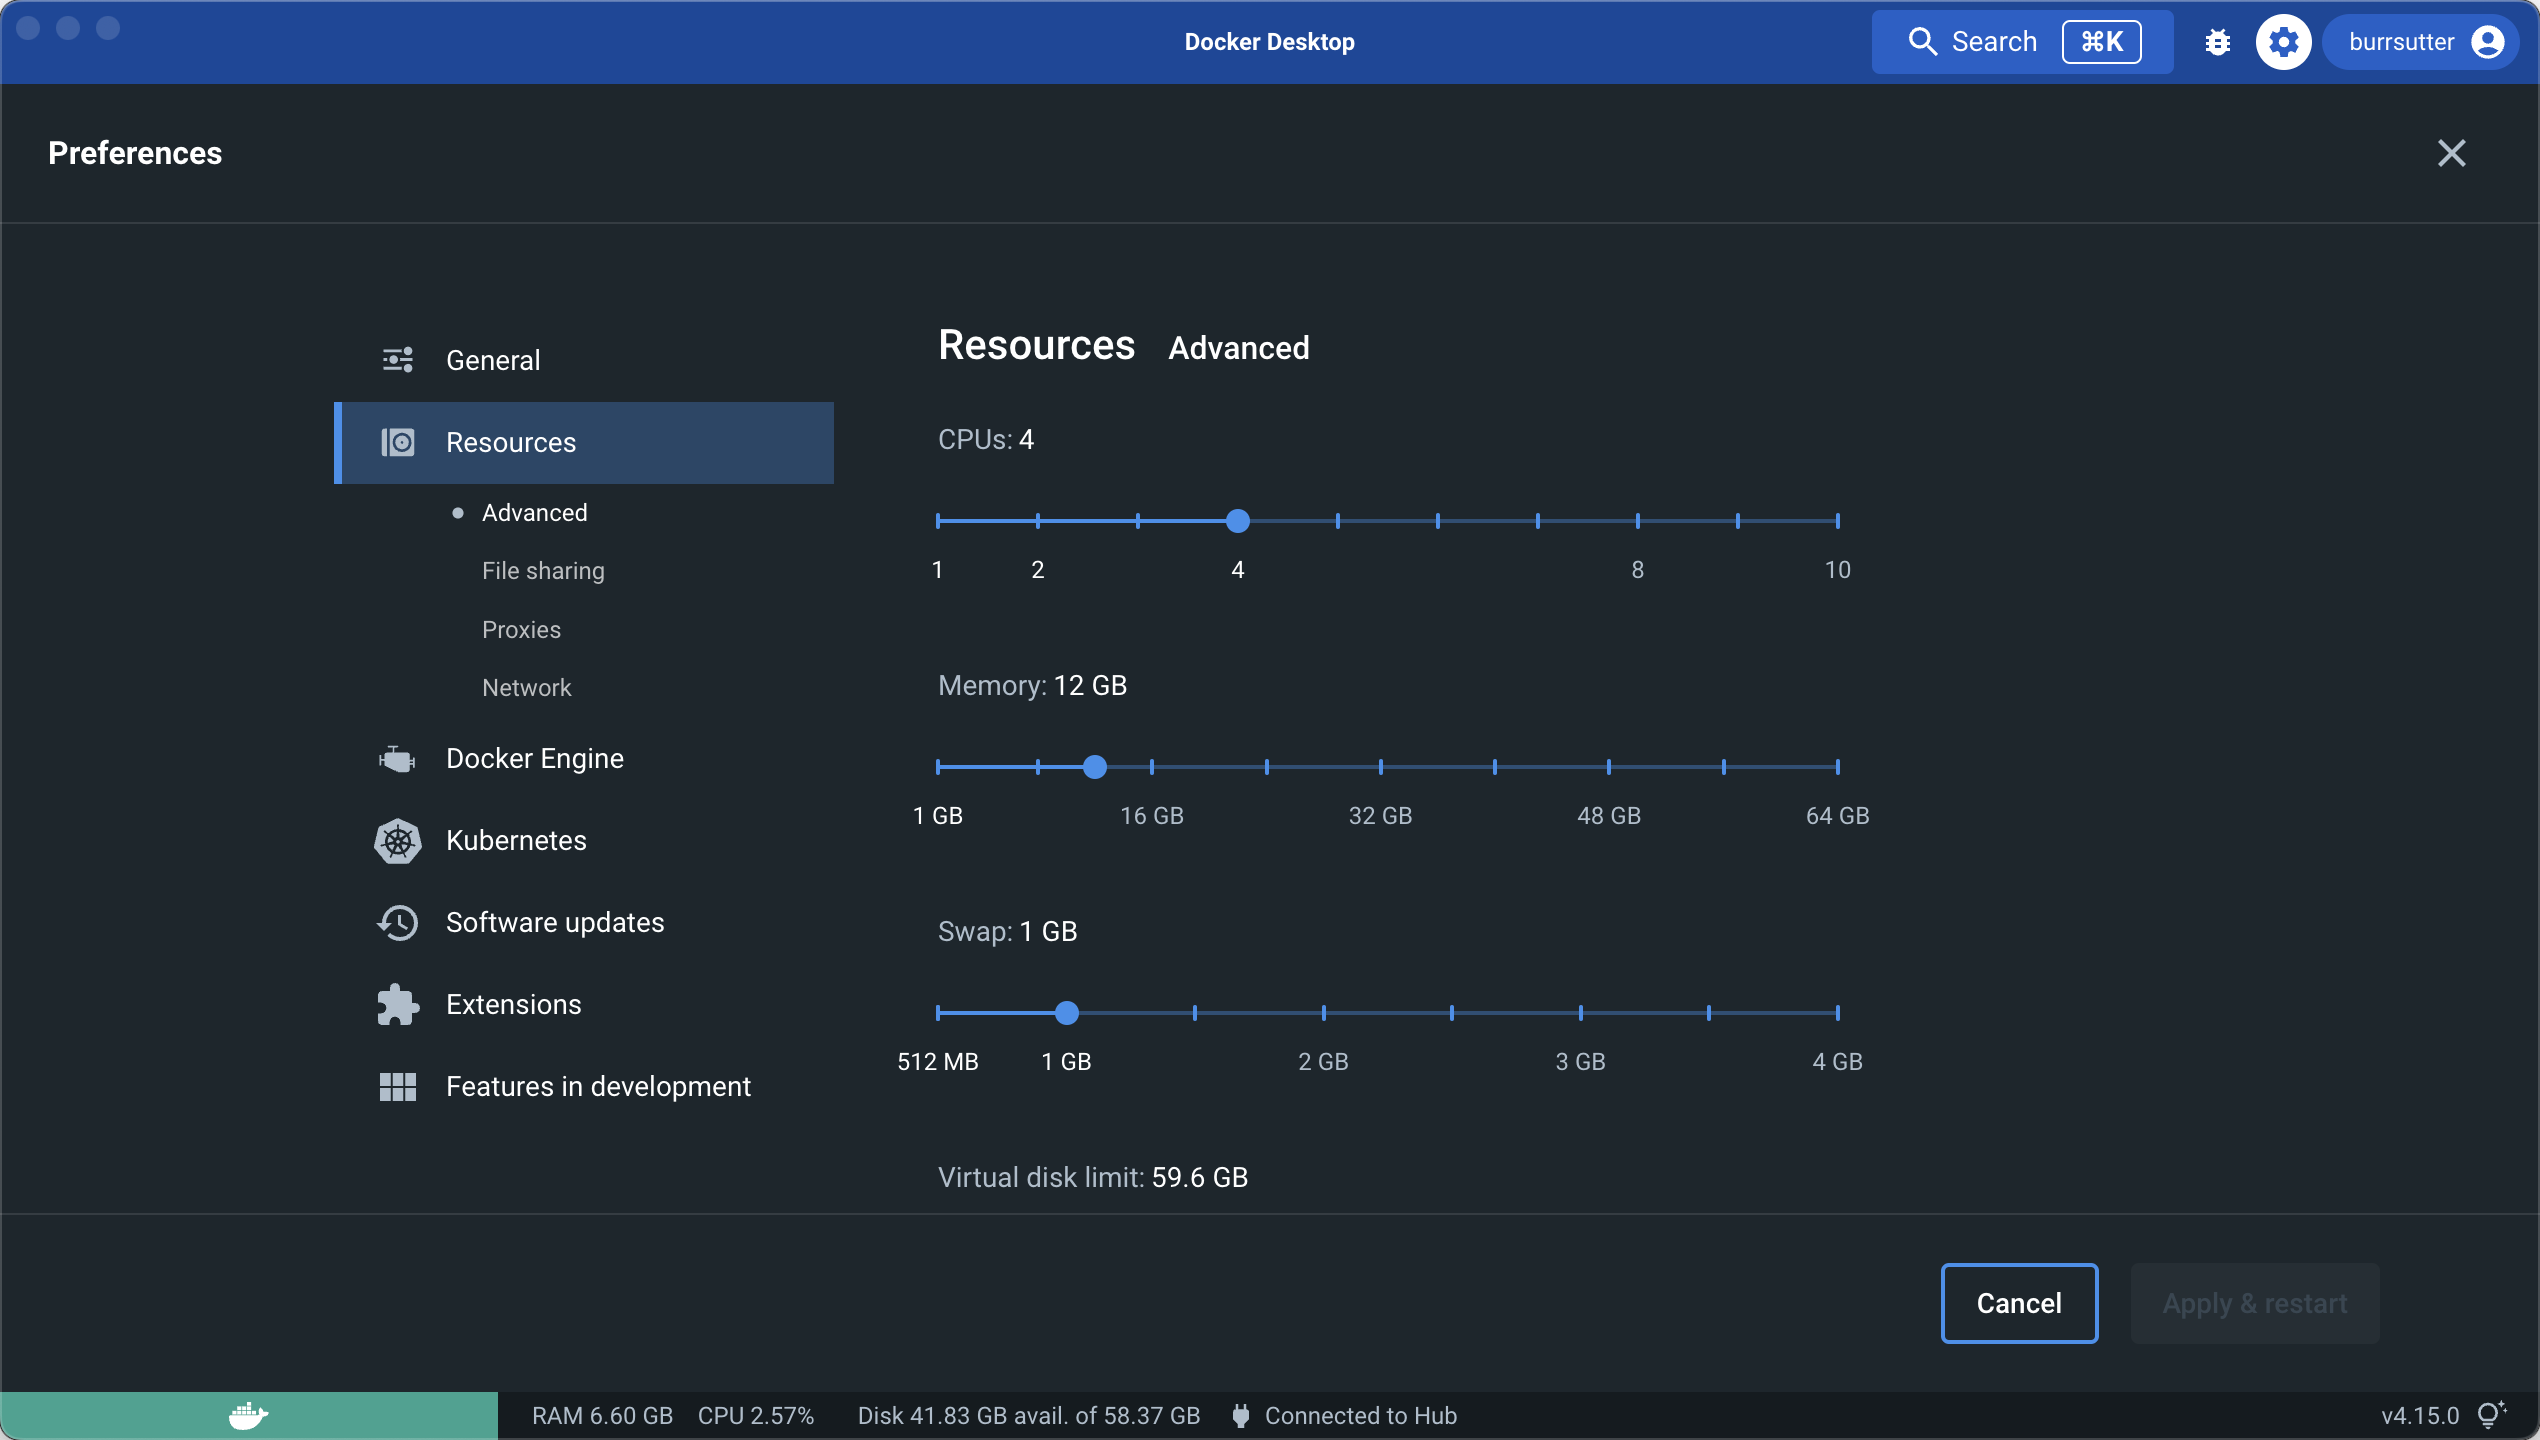 Docker Desktop
Search ⌘K
burrsutter
Preferences
General
Resources
Advanced
File sharing
Proxies
Network
Docker Engine
Kubernetes
Software updates
Extensions
Features in development
Resources Advanced
CPUs: 4
1 2 4 8 10
Memory: 12 GB
1 GB 16 GB 32 GB 48 GB 64 GB
Swap: 1 GB
512 MB 1 GB 2 GB 3 GB 4 GB
Virtual disk limit: 59.6 GB
Cancel Apply & restart
RAM 6.60 GB CPU 2.57% Disk 41.83 GB avail. of 58.37 GB Connected to Hub v4.15.0